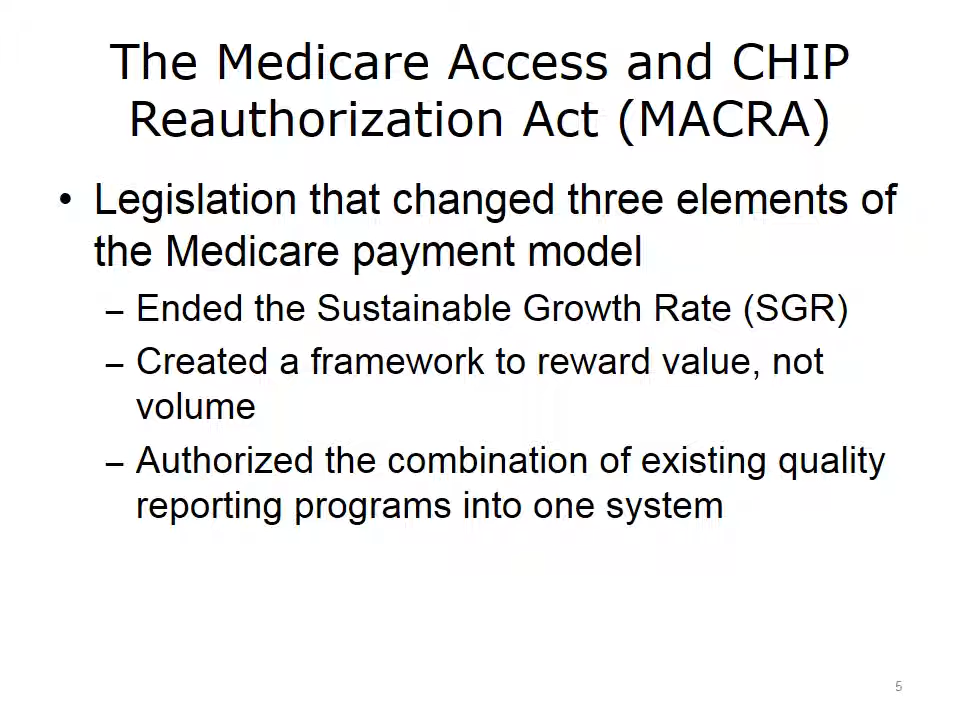 The Medicare Access and CHIP
Reauthorization Act (MACRA)
• Legislation that changed three elements of
the Medicare payment model
– Ended the Sustainable Growth Rate (SGR)
– Created a framework to reward value, not
volume
– Authorized the combination of existing quality
reporting programs into one system
5